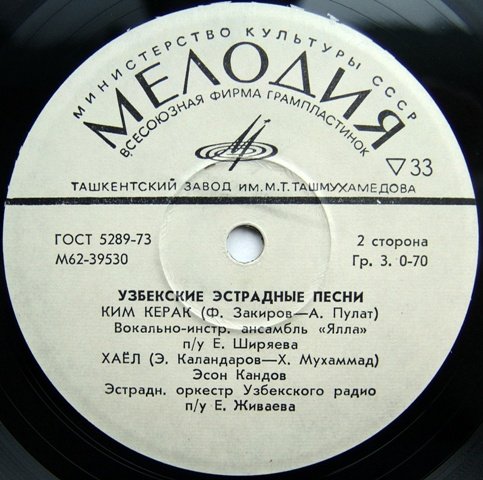 МИНИСТЕРСТВО КУЛЬТУРЫ СССР
МЕЛОДИЯ
ВСЕСОЮЗНАЯ ФИРМА ГРАМПЛАСТИНОК
▽33
ТАШКЕНТСКИЙ ЗАВОД ИМ. М.Т. ТАШМУХАМЕДОВА
ГОСТ 5289-73
2 сторона
М62-39530
Гр. 3. 0-70
УЗБЕКСКИЕ ЭСТРАДНЫЕ ПЕСНИ
КИМ КЕРАК (Ф. Закиров—А. Пулат)
Вокально-инстр. ансамбль «Ялла»
п/у Е. Ширяева
ХАЁЛ (Э. Каландаров—Х. Мухаммад)
Эсон Кандов
Эстрадн. оркестр Узбекского радио
п/у Е. Живаева